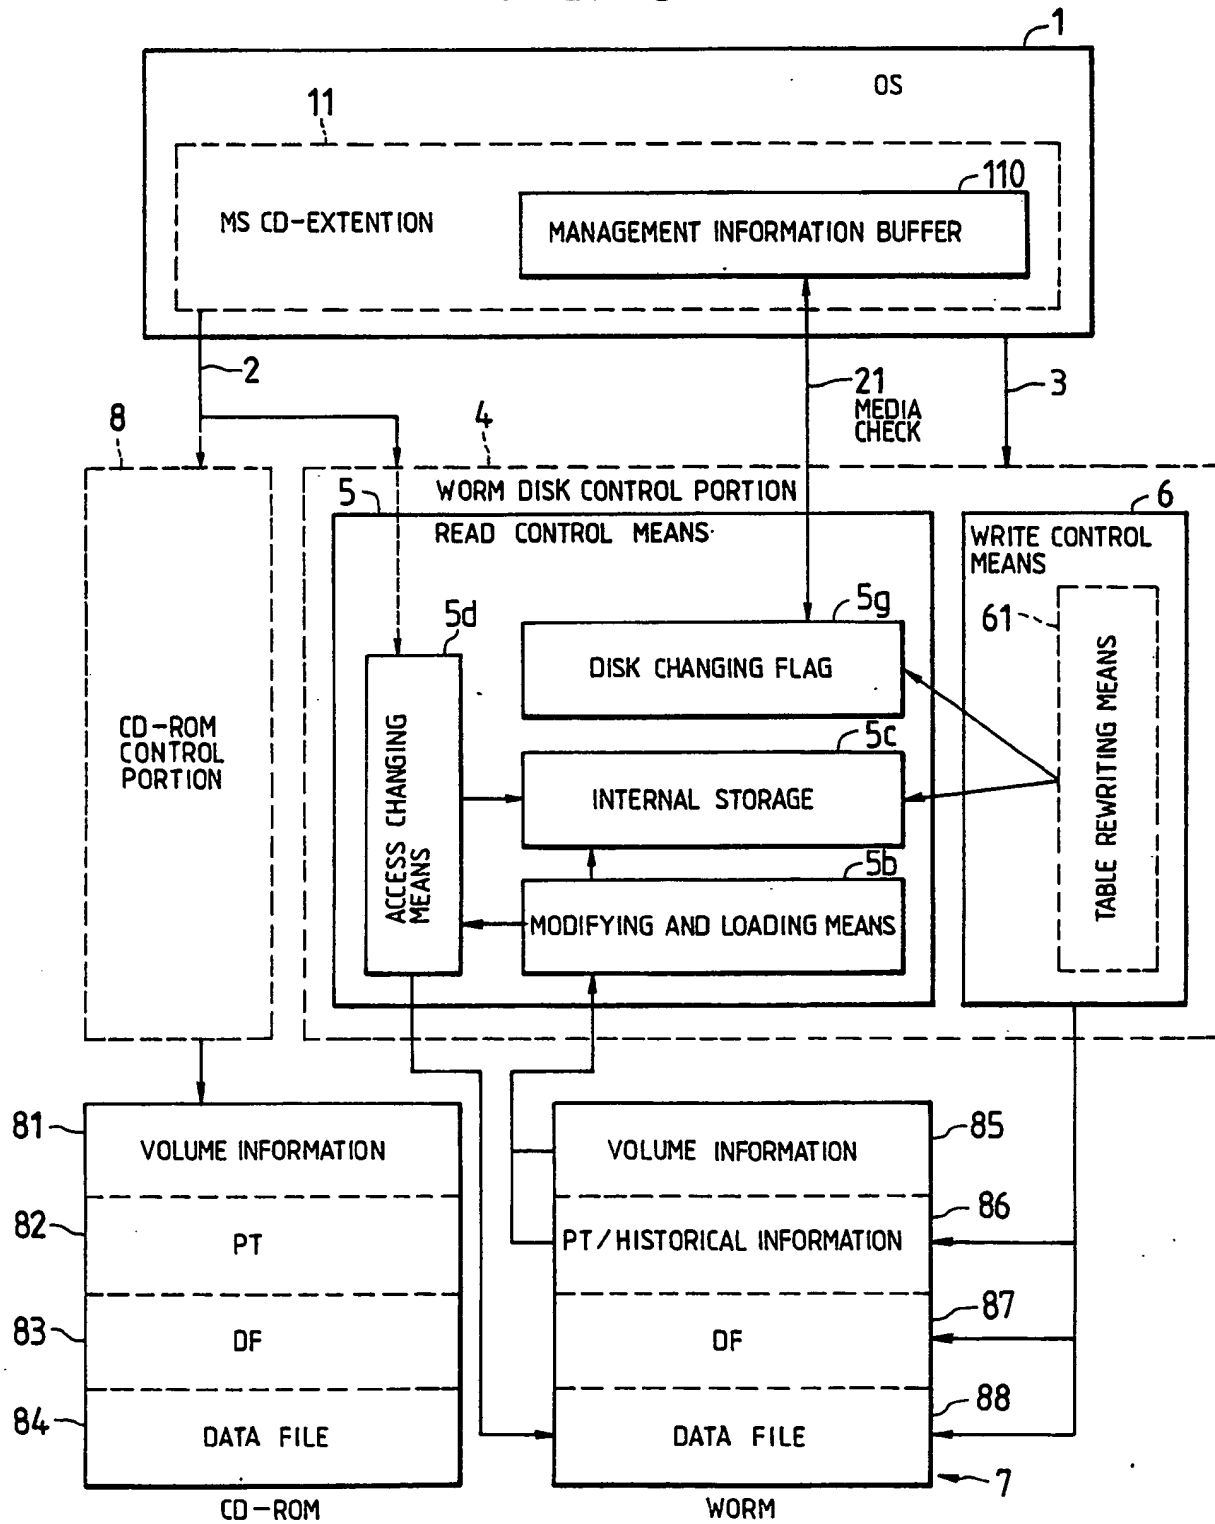 1
OS
11
110
MS CD-EXTENTION
MANAGEMENT INFORMATION BUFFER
2
21
MEDIA
CHECK
3
8
4
WORM DISK CONTROL PORTION
5
READ CONTROL MEANS
6
WRITE CONTROL
MEANS
5d
5g
61
DISK CHANGING FLAG
CD-ROM
CONTROL
PORTION
ACCESS CHANGING
MEANS
5c
INTERNAL STORAGE
TABLE REWRITING MEANS
5b
MODIFYING AND LOADING MEANS
81
VOLUME INFORMATION
VOLUME INFORMATION
85
82
PT
PT/HISTORICAL INFORMATION
86
83
DF
DF
87
84
DATA FILE
DATA FILE
88
7
CD-ROM
WORM